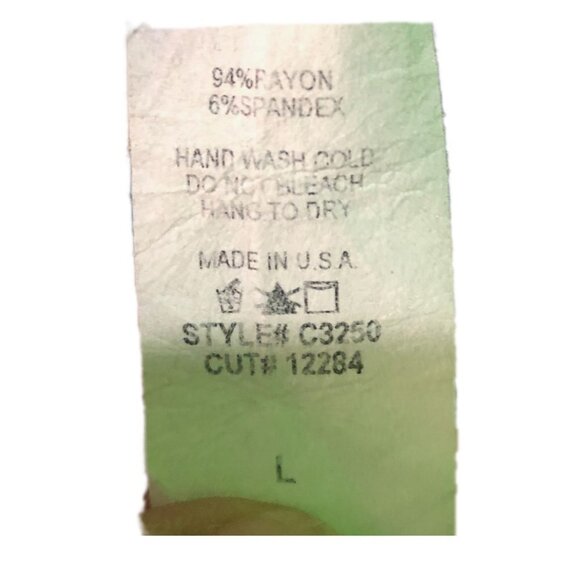 94%RAYON
6%SPANDEX
HAND WASH COLD
DO NOT BLEACH
HANG TO DRY
MADE IN U.S.A.
STYLE# C3250
CUT# 12284
L